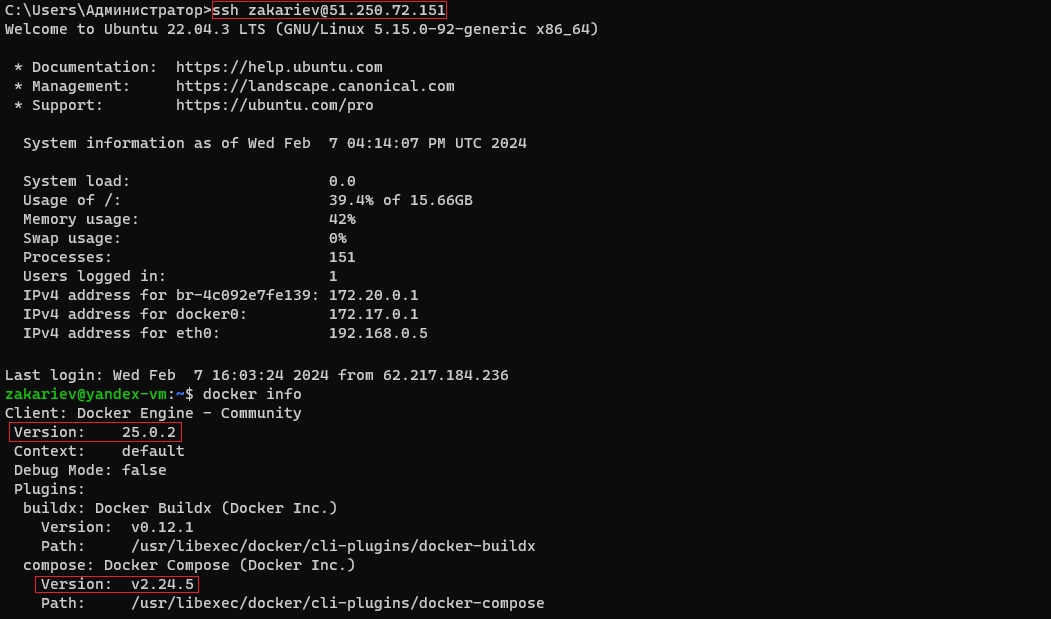 C:\Users\Администратор>ssh zakariev@51.250.72.151
Welcome to Ubuntu 22.04.3 LTS (GNU/Linux 5.15.0-92-generic x86_64)
* Documentation:  https://help.ubuntu.com
* Management:     https://landscape.canonical.com
* Support:        https://ubuntu.com/pro
System information as of Wed Feb  7 04:14:07 PM UTC 2024
System load:                      0.0
Usage of /:                       39.4% of 15.66GB
Memory usage:                     42%
Swap usage:                       0%
Processes:                        151
Users logged in:                  1
IPv4 address for br-4c092e7fe139: 172.20.0.1
IPv4 address for docker0:         172.17.0.1
IPv4 address for eth0:            192.168.0.5
Last login: Wed Feb  7 16:03:24 2024 from 62.217.184.236
zakariev@yandex-vm:~$ docker info
Client: Docker Engine - Community
Version:    25.0.2
Context:    default
Debug Mode: false
Plugins:
buildx: Docker Buildx (Docker Inc.)
Version:  v0.12.1
Path:     /usr/libexec/docker/cli-plugins/docker-buildx
compose: Docker Compose (Docker Inc.)
Version:  v2.24.5
Path:     /usr/libexec/docker/cli-plugins/docker-compose